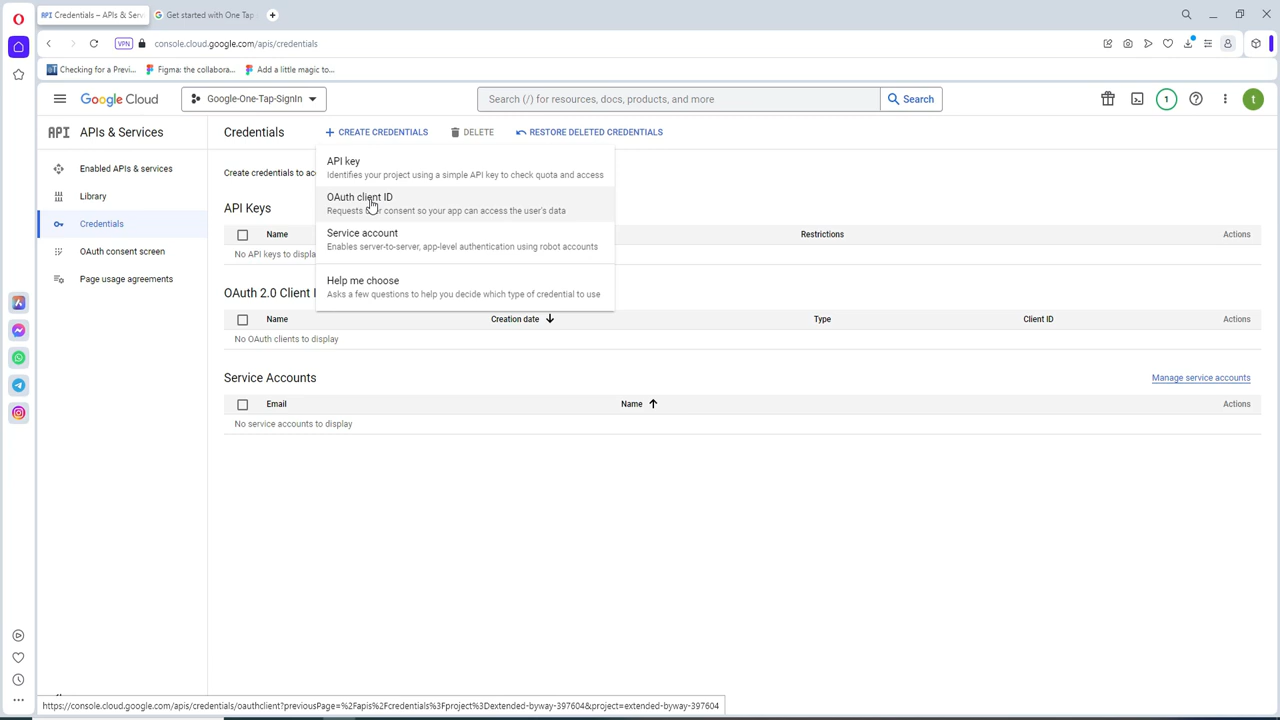 API Credentials – APIs & Serv
Get started with One Tap
VPN
console.cloud.google.com/apis/credentials
Checking for a Previ...
Figma: the collabora...
Add a little magic to...
Google Cloud
Google-One-Tap-SignIn
Search (/) for resources, docs, products, and more
Search
1
t
API APIs & Services
Credentials
CREATE CREDENTIALS
DELETE
RESTORE DELETED CREDENTIALS
Enabled APIs & services
Library
Credentials
OAuth consent screen
Page usage agreements
Create credentials to acc
API key
Identifies your project using a simple API key to check quota and access
OAuth client ID
Requests user consent so your app can access the user's data
Service account
Enables server-to-server, app-level authentication using robot accounts
Help me choose
Asks a few questions to help you decide which type of credential to use
API Keys
Name
Restrictions
Actions
No API keys to displa
OAuth 2.0 Client I
Name
Creation date
Type
Client ID
Actions
No OAuth clients to display
Service Accounts
Manage service accounts
Email
Name
Actions
No service accounts to display
https://console.cloud.google.com/apis/credentials/oauthclient?previousPage=%2Fapis%2Fcredentials%3Fproject%3Dextended-byway-397604&project=extended-byway-397604